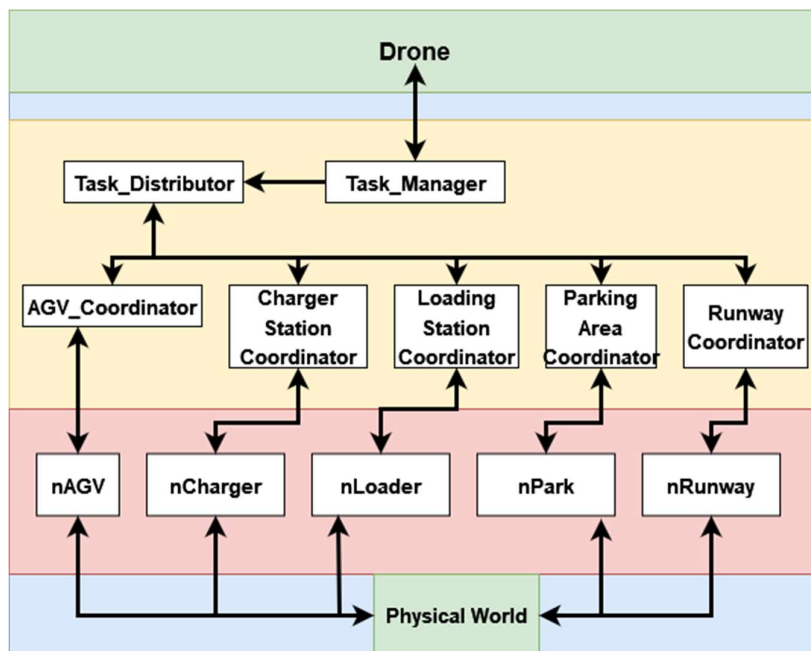 Drone
Task_Distributor
Task_Manager
AGV_Coordinator
Charger
Station
Coordinator
Loading
Station
Coordinator
Parking
Area
Coordinator
Runway
Coordinator
nAGV
nCharger
nLoader
nPark
nRunway
Physical World